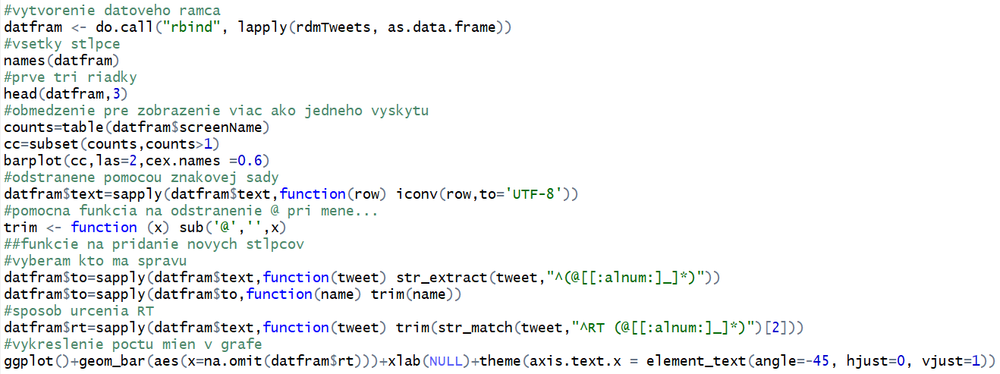 #vytvorenie datoveho ramca
datfram <- do.call("rbind", lapply(rdmTweets, as.data.frame))
#vsetky stlpce
names(datfram)
#prve tri riadky
head(datfram,3)
#obmedzenie pre zobrazenie viac ako jedneho vyskytu
counts=table(datfram$screenName)
cc=subset(counts,counts>1)
barplot(cc,las=2,cex.names =0.6)
#odstranene pomocou znakovej sady
datfram$text=sapply(datfram$text,function(row) iconv(row,to='UTF-8'))
#pomocna funkcia na odstranenie @ pri mene...
trim <- function (x) sub('@','',x)
##funkcie na pridanie novych stlpcov
#vyberam kto ma spravu
datfram$to=sapply(datfram$text,function(tweet) str_extract(tweet,"^(@[[:alnum:]_]*)"))
datfram$to=sapply(datfram$to,function(name) trim(name))
#sposob urcenia RT
datfram$rt=sapply(datfram$text,function(tweet) trim(str_match(tweet,"^RT (@[[:alnum:]_]*)")[2]))
#vykreslenie poctu mien v grafe
ggplot()+geom_bar(aes(x=na.omit(datfram$rt)))+xlab(NULL)+theme(axis.text.x = element_text(angle=-45, hjust=0, vjust=1))